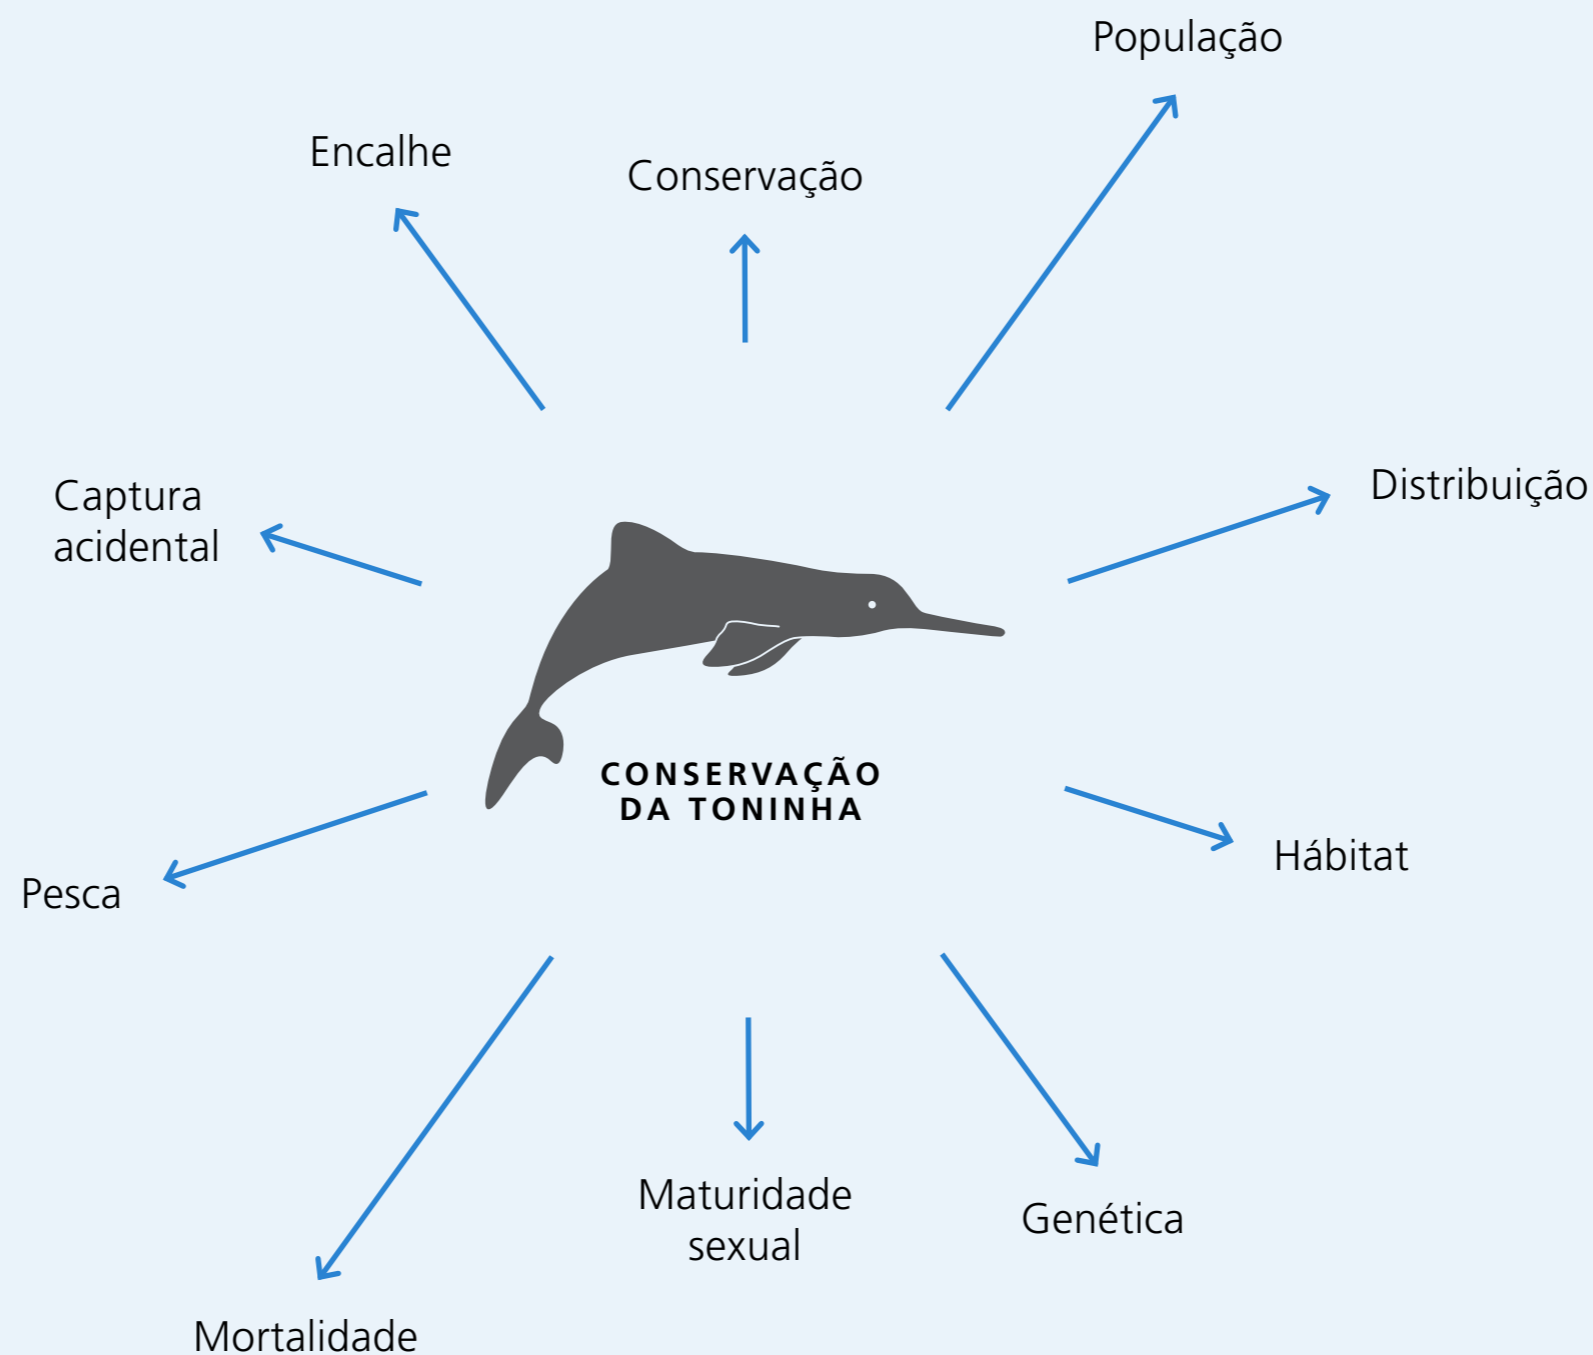 População
Encalhe
Conservação
Distribuição
Captura
acidental
CONSERVAÇÃO
DA TONINHA
Hábitat
Pesca
Maturidade
sexual
Genética
Mortalidade